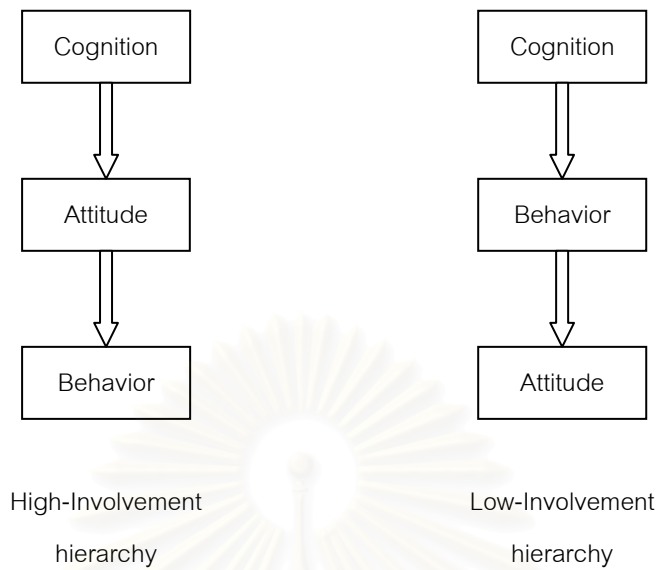 Cognition
Attitude
Behavior
High-Involvement
hierarchy
Cognition
Behavior
Attitude
Low-Involvement
hierarchy